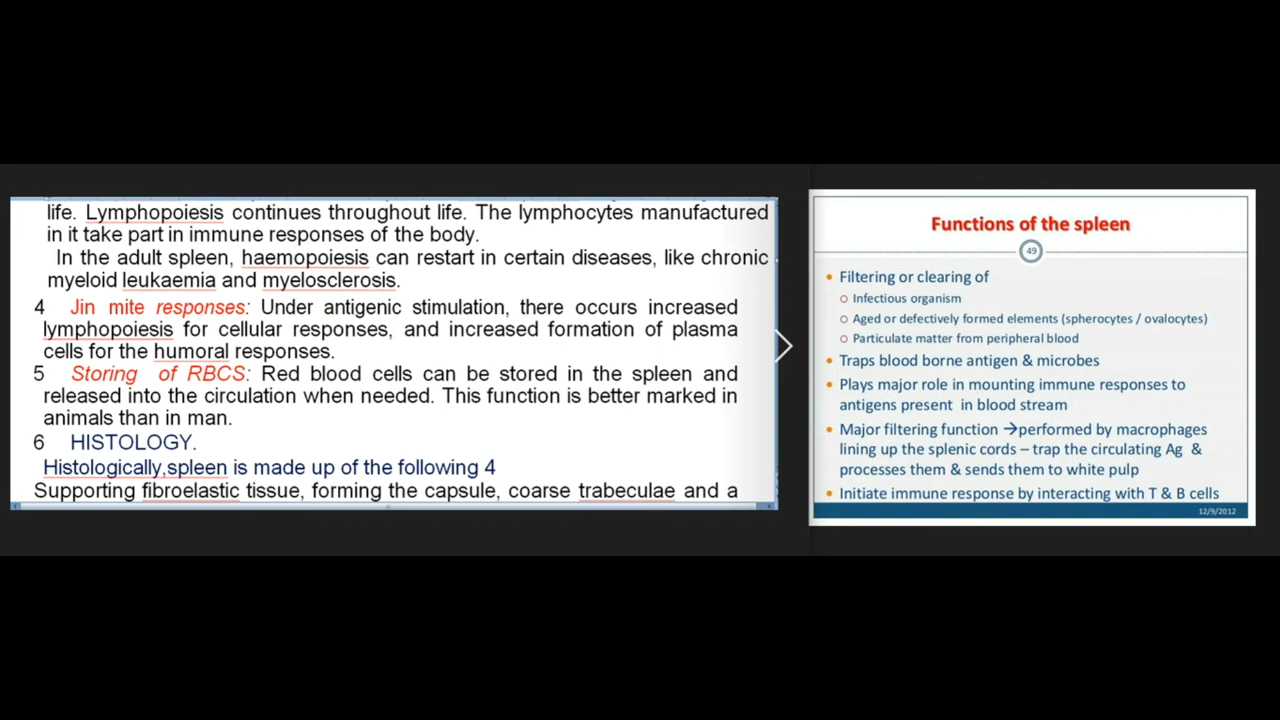 life. Lymphopoiesis continues throughout life. The lymphocytes manufactured
in it take part in immune responses of the body.
In the adult spleen, haemopoiesis can restart in certain diseases, like chronic
myeloid leukaemia and myelosclerosis.
4 Jin mite responses: Under antigenic stimulation, there occurs increased
lymphopoiesis for cellular responses, and increased formation of plasma
cells for the humoral responses.
5 Storing of RBCS: Red blood cells can be stored in the spleen and
released into the circulation when needed. This function is better marked in
animals than in man.
6 HISTOLOGY.
Histologically,spleen is made up of the following 4
Supporting fibroelastic tissue, forming the capsule, coarse trabeculae and a
Functions of the spleen
49
• Filtering or clearing of
○ Infectious organism
○ Aged or defectively formed elements (spherocytes / ovalocytes)
○ Particulate matter from peripheral blood
• Traps blood borne antigen & microbes
• Plays major role in mounting immune responses to
antigens present in blood stream
• Major filtering function →performed by macrophages
lining up the splenic cords – trap the circulating Ag &
processes them & sends them to white pulp
• Initiate immune response by interacting with T & B cells
12/9/2012